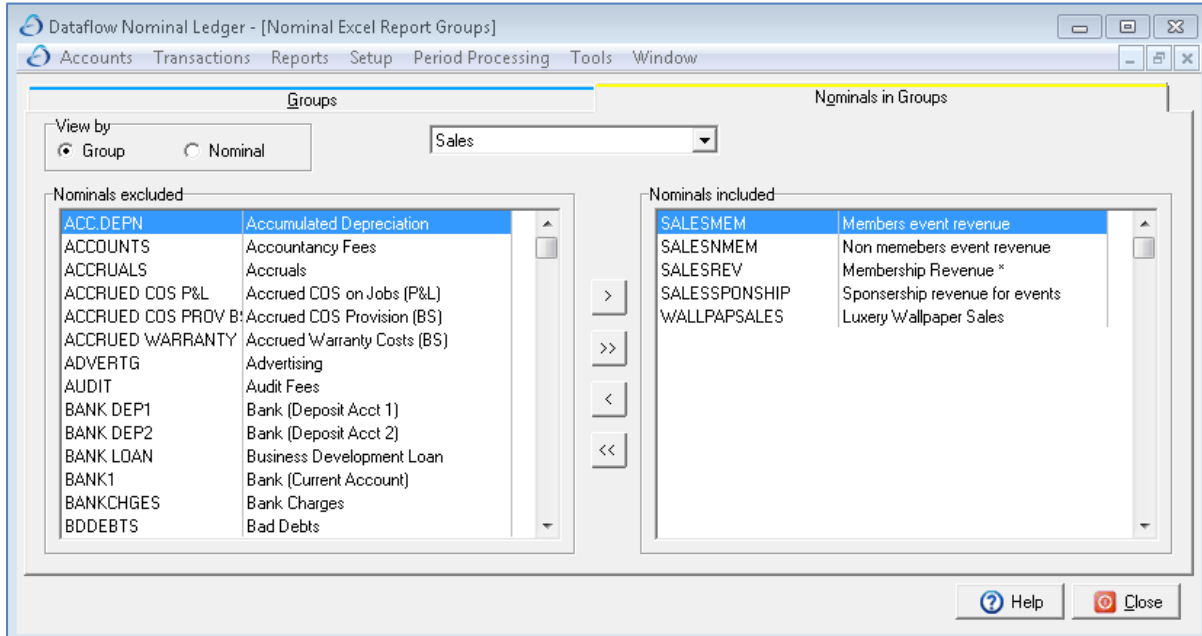 Dataflow Nominal Ledger - [Nominal Excel Report Groups]
Accounts Transactions Reports Setup Period Processing Tools Window
Groups Nominals in Groups
View by
Group Nominal Sales
Nominals excluded Nominals included
ACC.DEPN Accumulated Depreciation SALESMEM Members event revenue
ACCOUNTS Accountancy Fees SALESNMEM Non memebers event revenue
ACCRUALS Accruals SALESREV Membership Revenue *
ACCRUED COS P&L Accrued COS on Jobs (P&L) > SALESSPONSHIP Sponsership revenue for events
ACCRUED COS PROV B Accrued COS Provision (BS) WALLPAPSALES Luxery Wallpaper Sales
ACCRUED WARRANTY Accrued Warranty Costs (BS) >>
ADVERTG Advertising
AUDIT Audit Fees <
BANK DEP1 Bank (Deposit Acct 1)
BANK DEP2 Bank (Deposit Acct 2) <<
BANK LOAN Business Development Loan
BANK1 Bank (Current Account)
BANKCHGES Bank Charges
BDDEBTS Bad Debts
Help Close